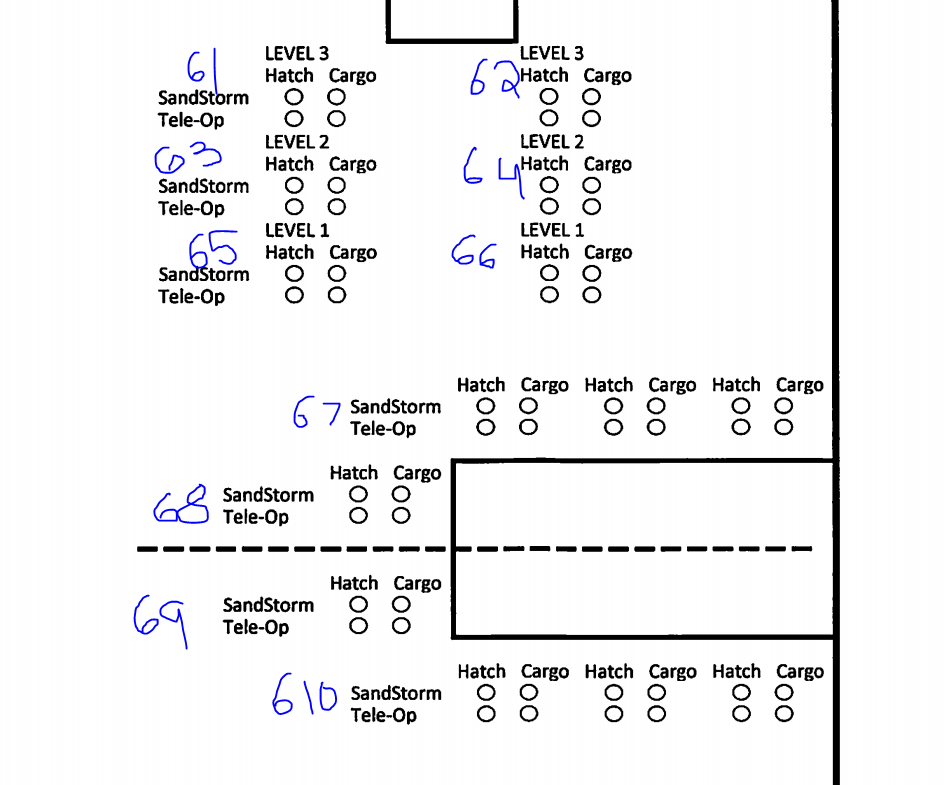 LEVEL 3 LEVEL 3
61 Hatch Cargo 62 Hatch Cargo
SandStorm
Tele-Op
LEVEL 2 LEVEL 2
63 Hatch Cargo 64 Hatch Cargo
SandStorm
Tele-Op
LEVEL 1 LEVEL 1
65 Hatch Cargo 66 Hatch Cargo
SandStorm
Tele-Op
Hatch Cargo Hatch Cargo Hatch Cargo
67 SandStorm
Tele-Op
Hatch Cargo
68 SandStorm
Tele-Op
Hatch Cargo
69 SandStorm
Tele-Op
Hatch Cargo Hatch Cargo Hatch Cargo
610 SandStorm
Tele-Op